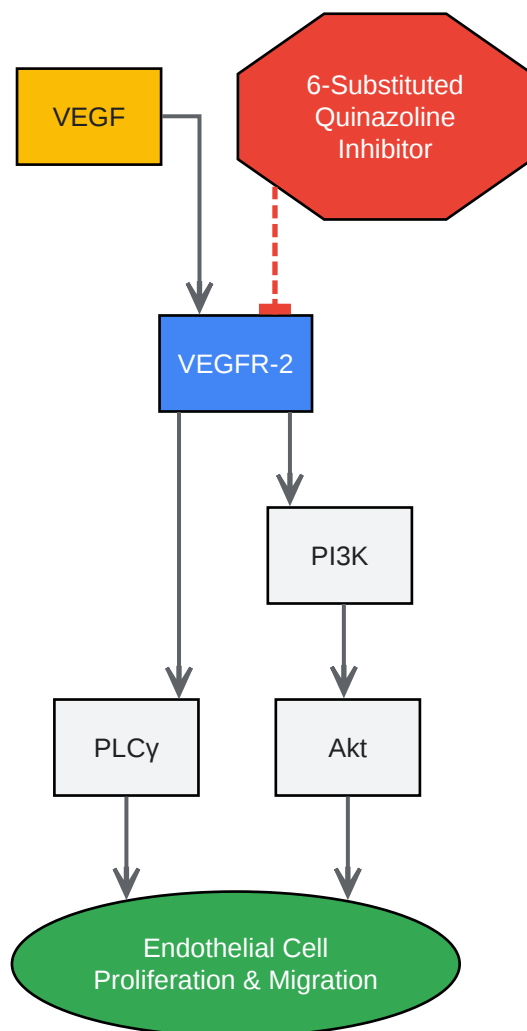 VEGF
6-Substituted
Quinazoline
Inhibitor
VEGFR-2
PI3K
PLCγ
Akt
Endothelial Cell
Proliferation & Migration